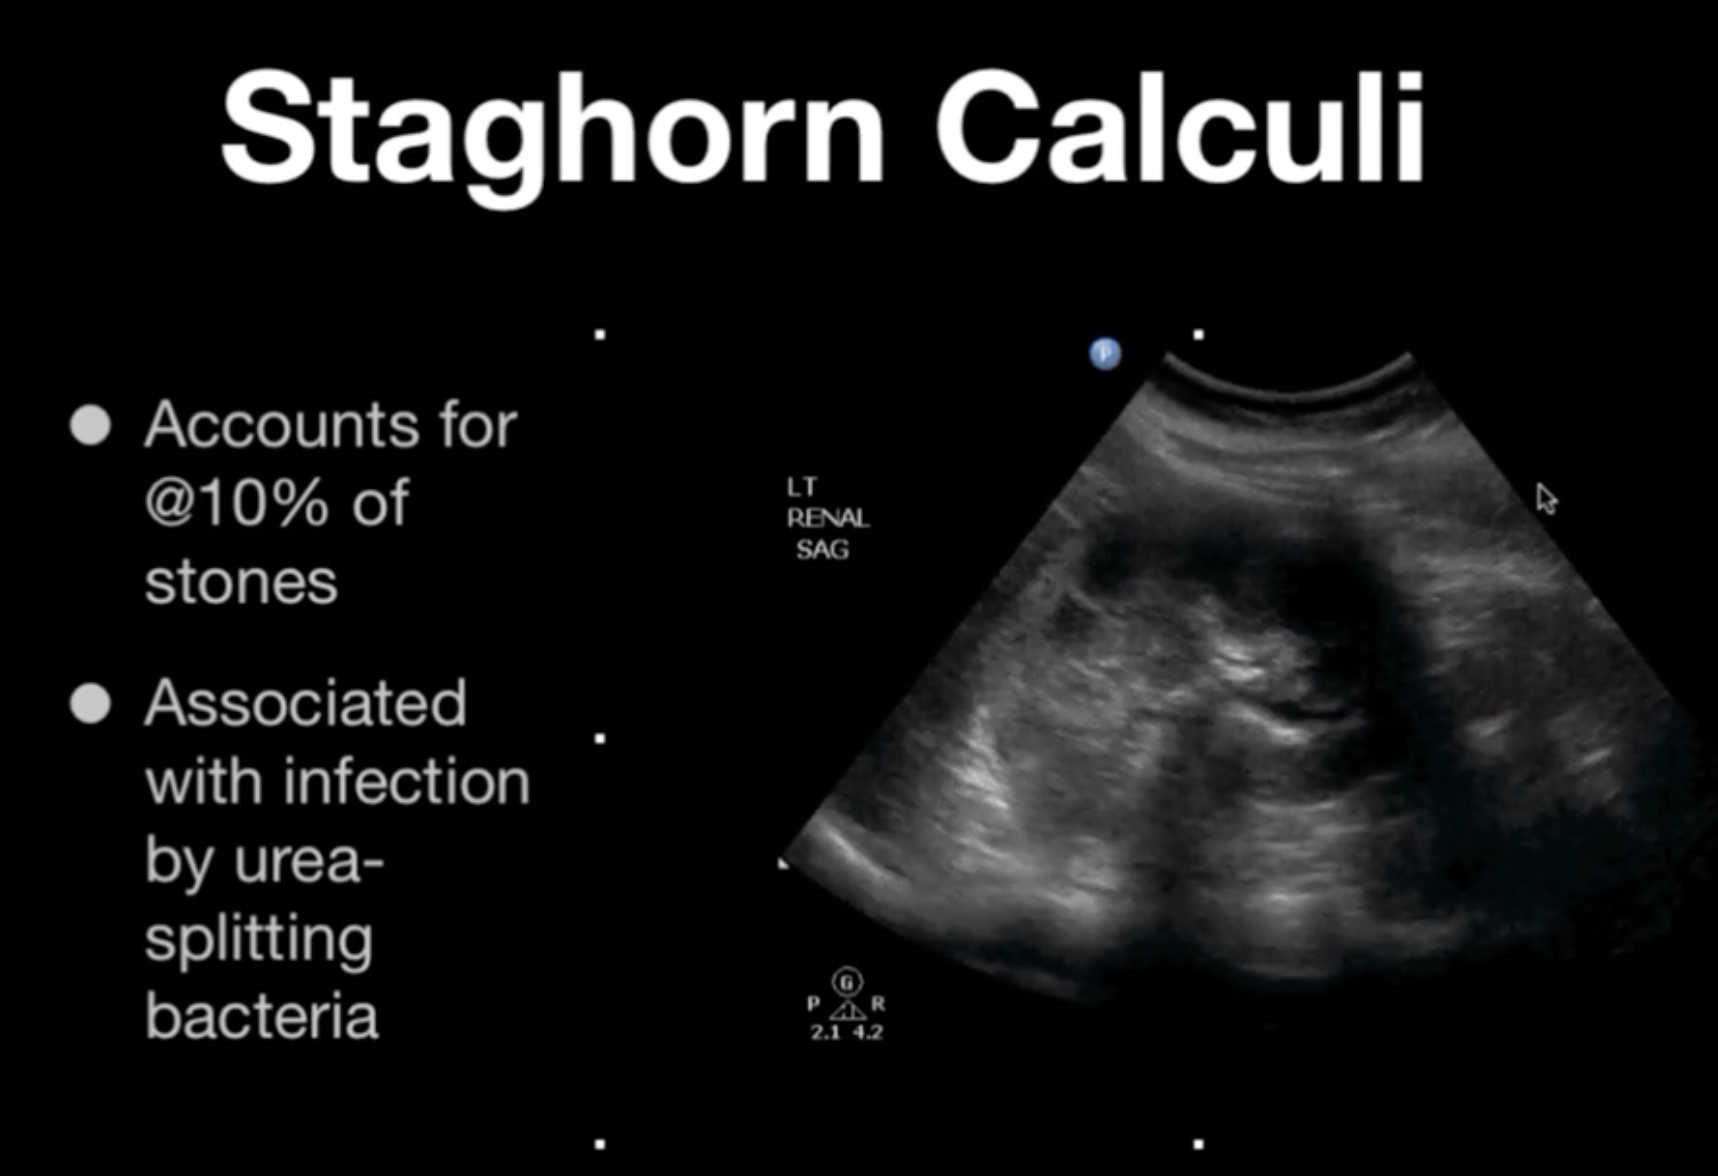 Staghorn Calculi
Accounts for
@10% of
stones
Associated
with infection
by urea-
splitting
bacteria
P
LT
RENAL
SAG
G
P R
2.1 4.2